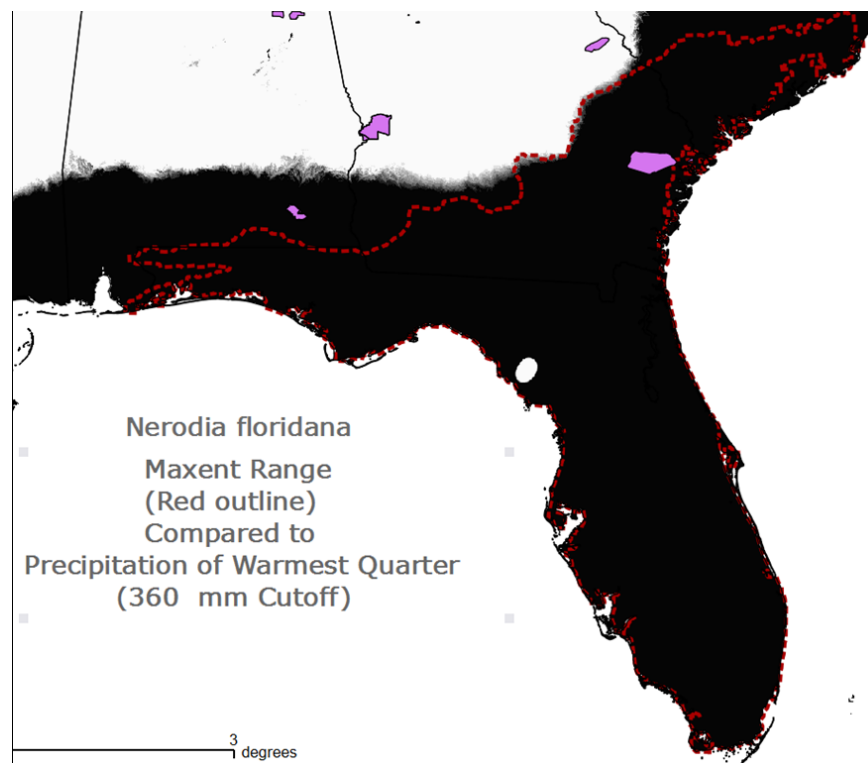 Nerodia floridana
Maxent Range
(Red outline)
Compared to
Precipitation of Warmest Quarter
(360 mm Cutoff)
3
degrees